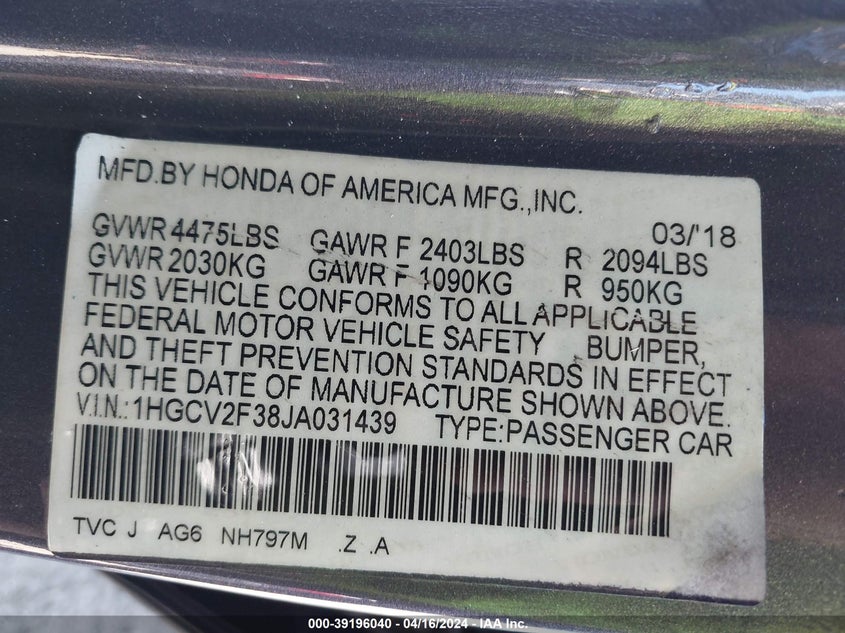 MFD.BY HONDA OF AMERICA MFG.,INC.
03/'18
GVWR 4475LBS GAWR F 2403LBS R 2094LBS
GVWR 2030KG GAWR F 1090KG R 950KG
THIS VEHICLE CONFORMS TO ALL APPLICABLE
FEDERAL MOTOR VEHICLE SAFETY ,BUMPER,
AND THEFT PREVENTION STANDARDS IN EFFECT
ON THE DATE OF MANUFACTURE SHOWN ABOVE.
V.I.N.:1HGCV2F38JA031439 TYPE:PASSENGER CAR
TVC J AG6 NH797M .Z .A
000-39196040 - 04/16/2024 - IAA Inc.